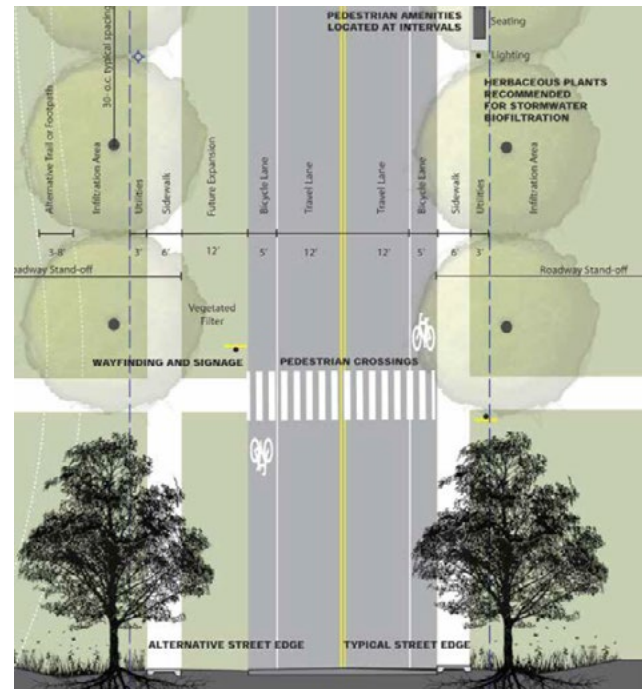 PEDESTRIAN AMENITIES
LOCATED AT INTERVALS
Seating
Lighting
30- o.c. typical spacing
HERBACEOUS PLANTS
RECOMMENDED
FOR STORMWATER
BIOFILTRATION
Alternative Trail or Footpath
Infiltration Area
Utilities
Sidewalk
Future Expansion
Bicycle Lane
Travel Lane
Travel Lane
Bicycle Lane
Sidewalk
Utilities
Infiltration Area
3-8' 3' 6' 12' 5' 12' 12' 5' 6' 3'
oadway Stand-off
Roadway Stand-off
Vegetated
Filter
WAYFINDING AND SIGNAGE
PEDESTRIAN CROSSINGS
ALTERNATIVE STREET EDGE
TYPICAL STREET EDGE